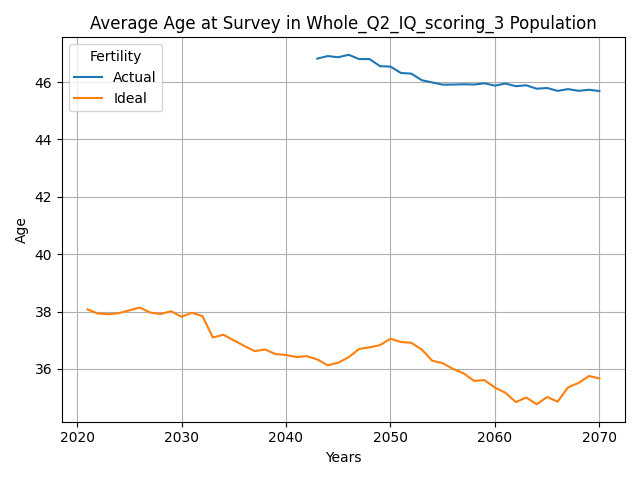 Average Age at Survey in Whole_Q2_IQ_scoring_3 Population
Fertility
Actual
Ideal
46
44
42
40
38
36
Age
2020
2030
2040
2050
2060
2070
Years